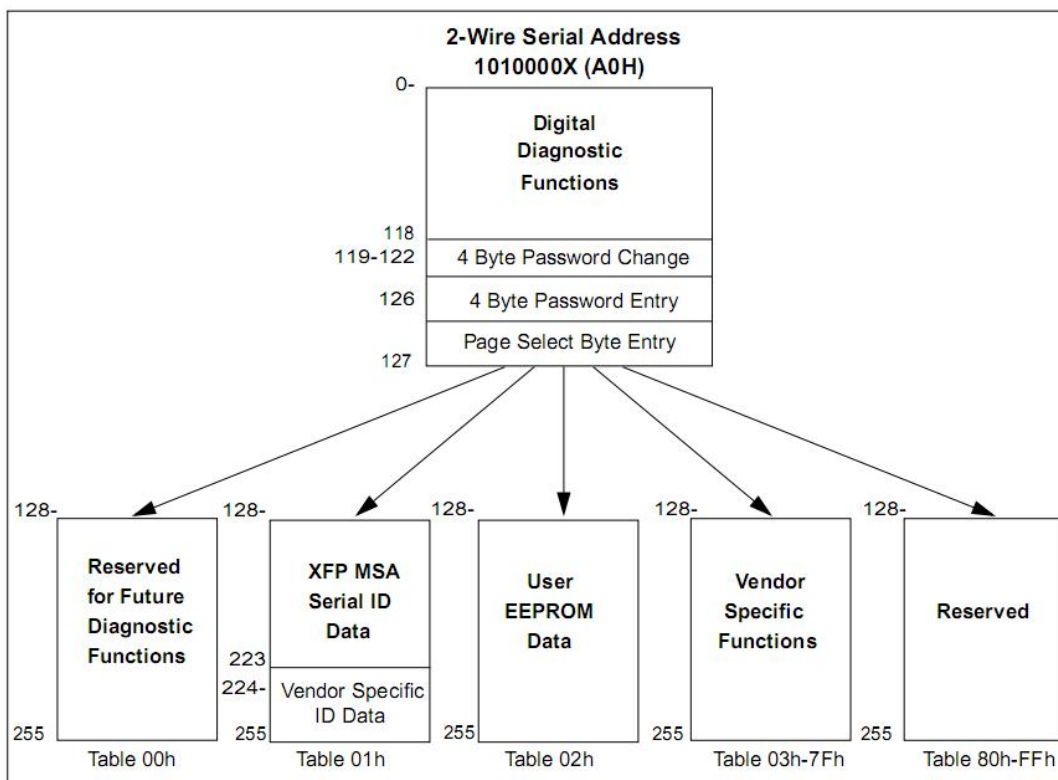 2-Wire Serial Address
1010000X (A0H)
0-
Digital
Diagnostic
Functions
118
119-122
4 Byte Password Change
126
4 Byte Password Entry
Page Select Byte Entry
127
128-
Reserved
for Future
Diagnostic
Functions
255
Table 00h
128-
XFP MSA
Serial ID
Data
223
224-
Vendor Specific
ID Data
255
Table 01h
128-
User
EEPROM
Data
255
Table 02h
128-
Vendor
Specific
Functions
255
Table 03h-7Fh
128-
Reserved
255
Table 80h-FFh